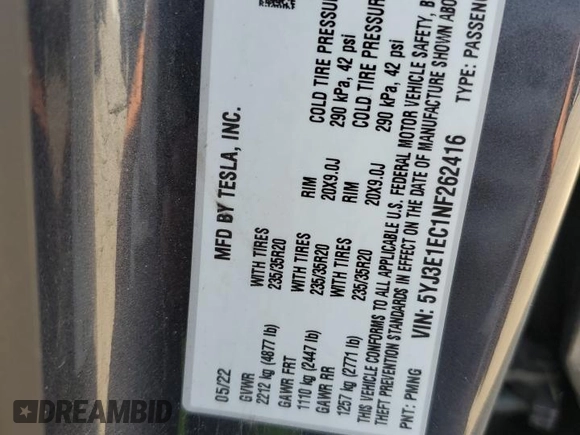 MFD BY TESLA, INC.
05/22
GVWR
2212 kg (4877 lb)
GAWR FRT
1110 kg (2447 lb)
GAWR RR
1257 kg (2771 lb)
WITH TIRES
235/35R20
WITH TIRES
235/35R20
WITH TIRES
235/35R20
RIM
20X9.0J
RIM
20X9.0J
COLD TIRE PRESSURE
290 kPa, 42 psi
COLD TIRE PRESSURE
290 kPa, 42 psi
THIS VEHICLE CONFORMS TO ALL APPLICABLE U.S. FEDERAL MOTOR VEHICLE SAFETY, B
THEFT PREVENTION STANDARDS IN EFFECT ON THE DATE OF MANUFACTURE SHOWN ABO
PNT: PMNG
VIN: 5YJ3E1EC1NF262416
TYPE: PASSENG
DREAMBID